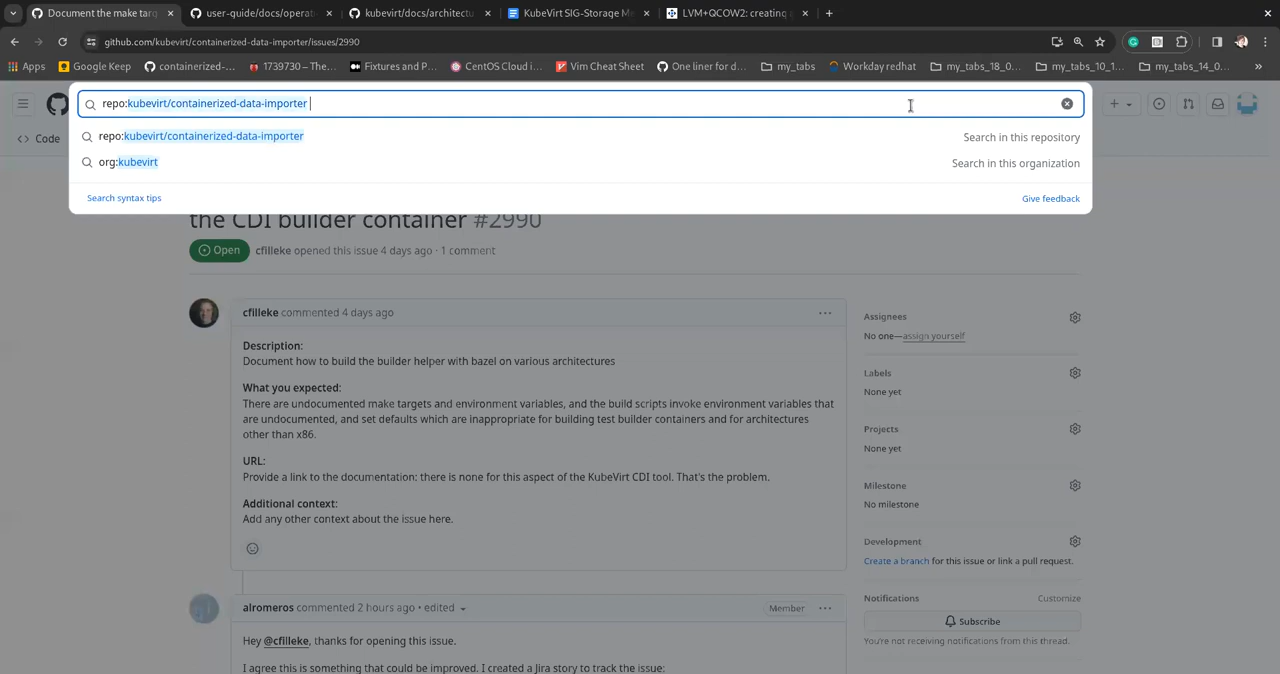 Document the make targ
user-guide/docs/operati
kubevirt/docs/architectu
KubeVirt SIG-Storage M
LVM+QCOW2: creating
github.com/kubevirt/containerized-data-importer/issues/2990
Apps
Google Keep
containerized-...
1739730 – The...
Fixtures and P...
CentOS Cloud i...
Vim Cheat Sheet
One liner for d...
my_tabs
Workday redhat
my_tabs_18_0...
my_tabs_10_1...
my_tabs_14_0...
repo:kubevirt/containerized-data-importer
repo:kubevirt/containerized-data-importer
Search in this repository
org:kubevirt
Search in this organization
Search syntax tips
Give feedback
Code
the CDI builder container #2990
Open
cfilleke opened this issue 4 days ago · 1 comment
cfilleke commented 4 days ago
Description:
Document how to build the builder helper with bazel on various architectures
What you expected:
There are undocumented make targets and environment variables, and the build scripts invoke environment variables that
are undocumented, and set defaults which are inappropriate for building test builder containers and for architectures
other than x86.
URL:
Provide a link to the documentation: there is none for this aspect of the KubeVirt CDI tool. That's the problem.
Additional context:
Add any other context about the issue here.
Assignees
No one—assign yourself
Labels
None yet
Projects
None yet
Milestone
No milestone
Development
Create a branch for this issue or link a pull request.
Notifications
Customize
Subscribe
You're not receiving notifications from this thread.
alromeros commented 2 hours ago • edited
Member
Hey @cfilleke, thanks for opening this issue.
I agree this is something that could be improved. I created a Jira story to track the issue: